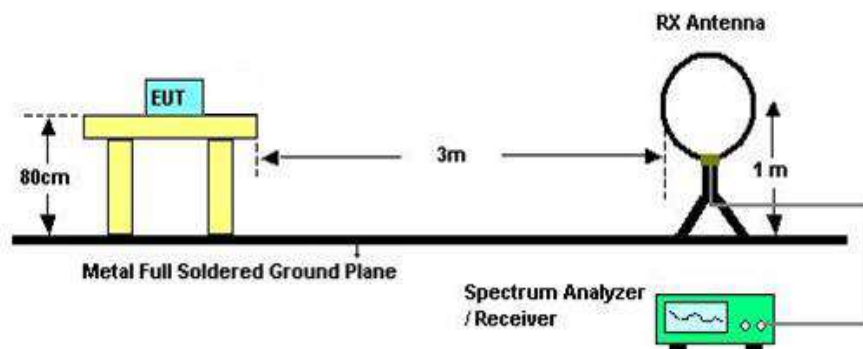 RX Antenna
EUT
80cm
3m
1 m
Metal Full Soldered Ground Plane
Spectrum Analyzer
/ Receiver